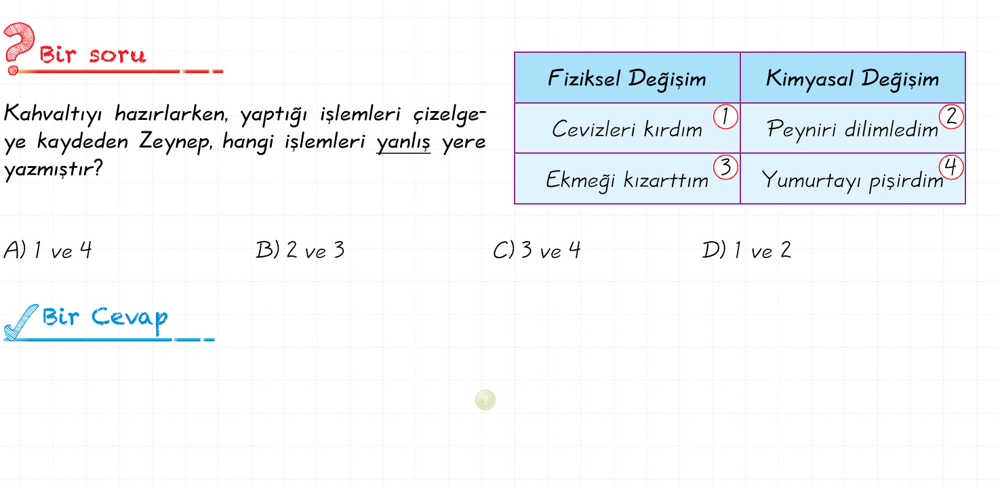 Bir soru
Kahvaltıyı hazırlarken, yaptığı işlemleri çizelge-
ye kaydeden Zeynep, hangi işlemleri yanlış yere
yazmıştır?
Fiziksel Değişim Kimyasal Değişim
Cevizleri kırdım 1 Peyniri dilimledim 2
Ekmeği kızarttım 3 Yumurtayı pişirdim 4
A) 1 ve 4 B) 2 ve 3 C) 3 ve 4 D) 1 ve 2
Bir Cevap
?